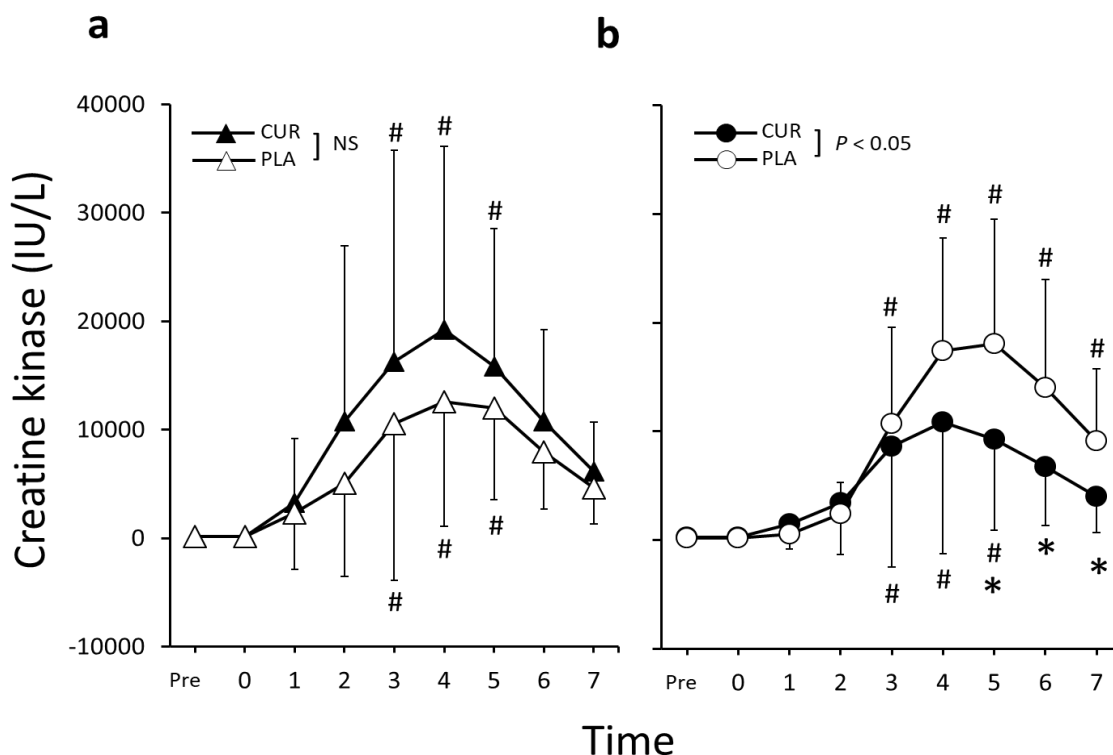 a
b
Creatine kinase (IU/L)
40000
30000
20000
10000
0
-10000
CUR
PLA
] NS
# # #
# # #
Pre 0 1 2 3 4 5 6 7
CUR
PLA
] P < 0.05
# # # # #
# # #
* * *
Pre 0 1 2 3 4 5 6 7
Time